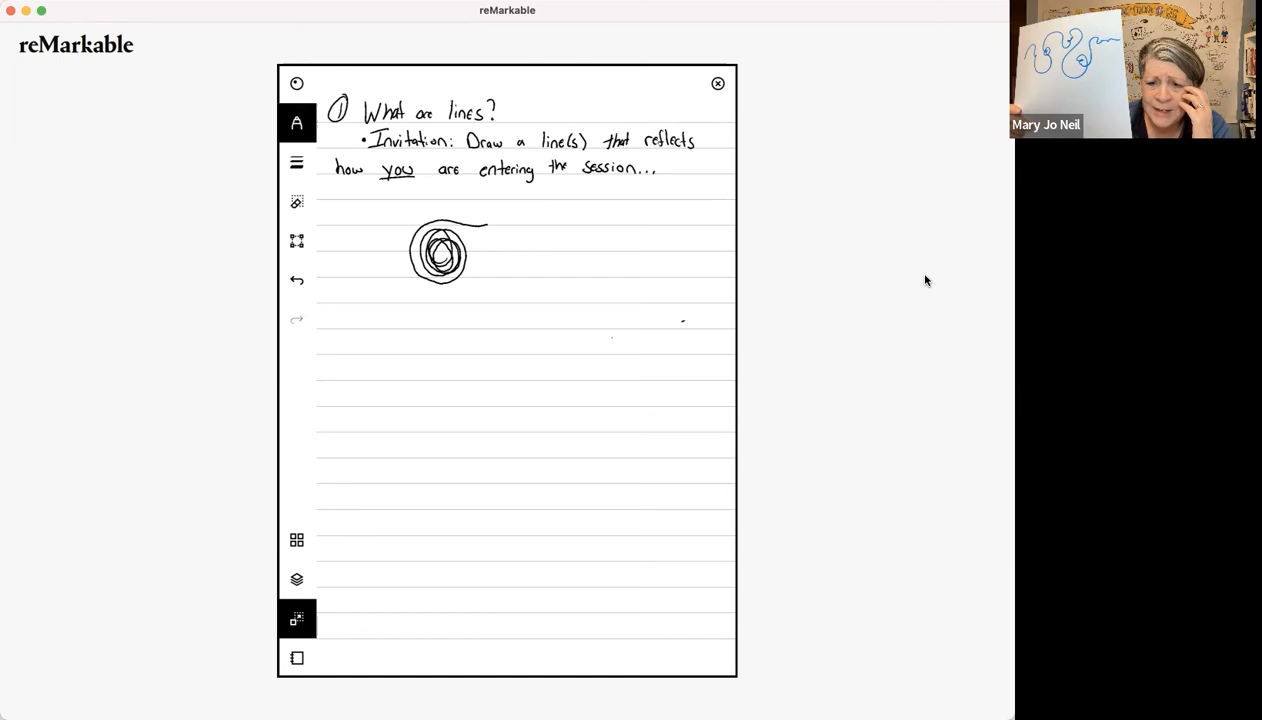 reMarkable
reMarkable
① What are lines?
• Invitation: Draw a line(s) that reflects
how you are entering the session...
Mary Jo Neil